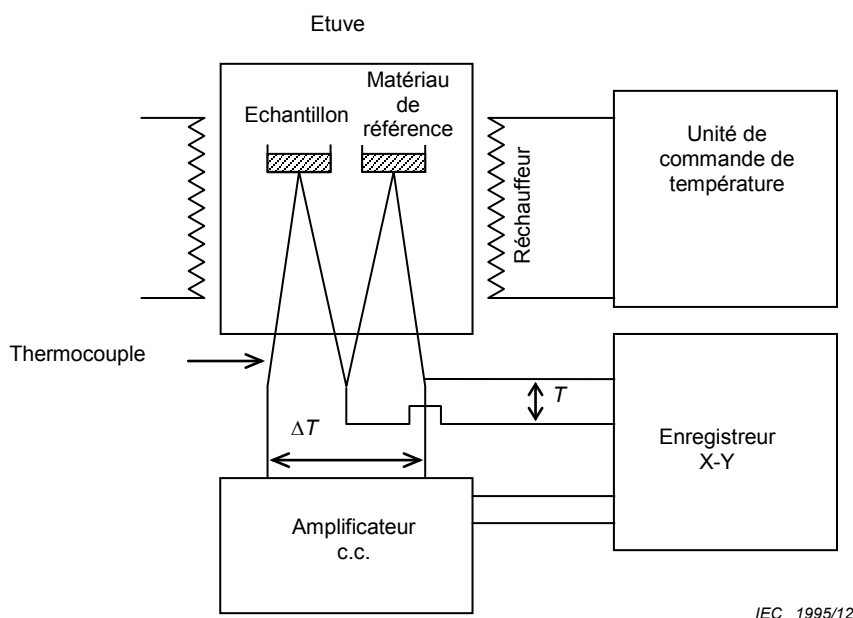 Etuve
Echantillon
Matériau
de
référence
Réchauffeur
Unité de
commande de
température
Thermocouple
T
ΔT
Enregistreur
X-Y
Amplificateur
c.c.
IEC 1995/12